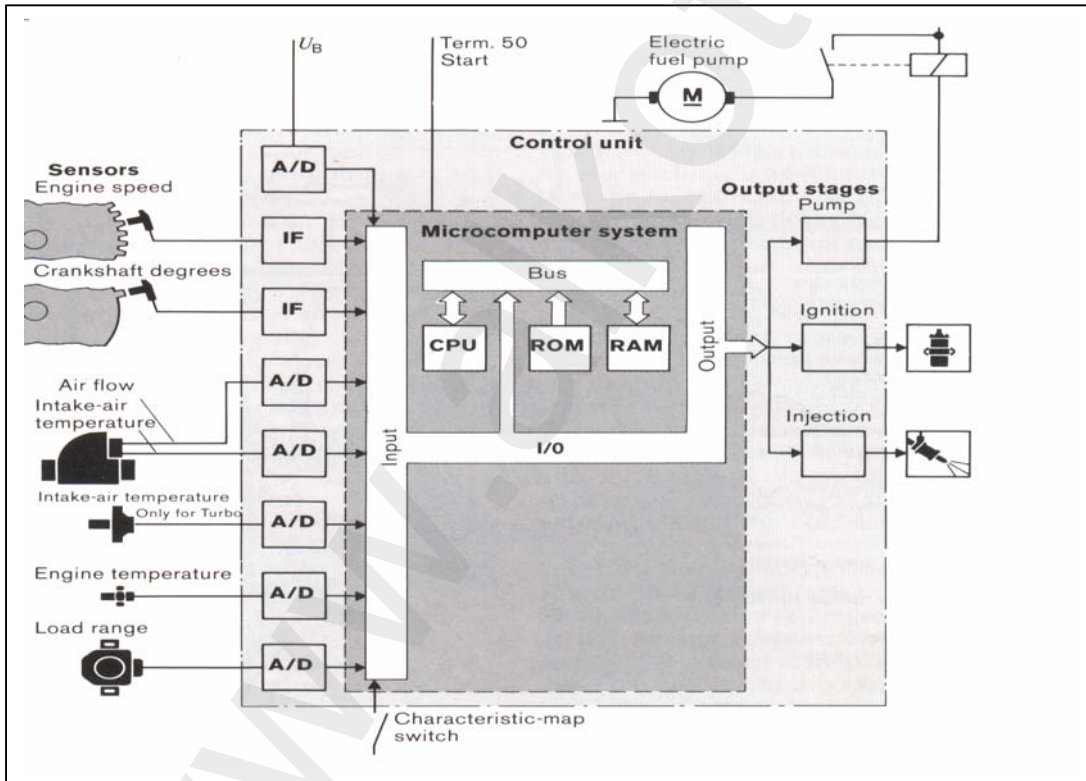 U_B
Term. 50
Start
Electric
fuel pump
M
Control unit
Sensors
Engine speed
A/D
Output stages
Pump
IF
Microcomputer system
Bus
Crankshaft degrees
IF
CPU
ROM
RAM
Output
Ignition
Air flow
Intake-air
temperature
A/D
Injection
A/D
Input
I/O
Intake-air temperature
Only for Turbo
A/D
Engine temperature
A/D
Load range
A/D
Characteristic-map
switch